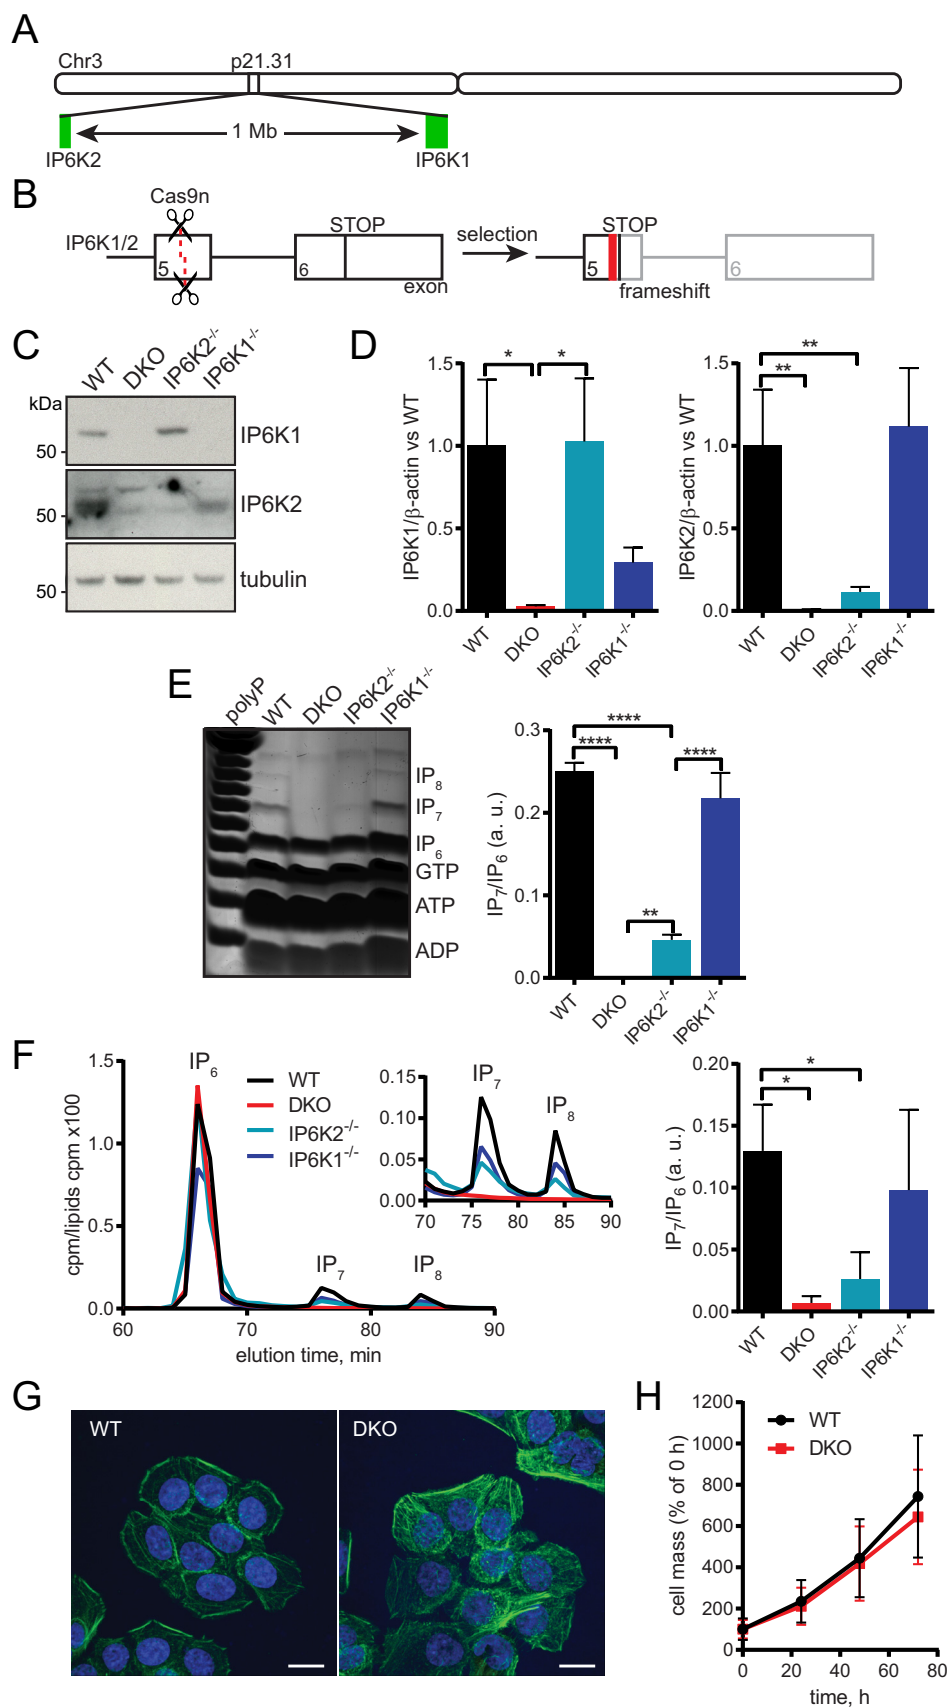 A
Chr3
p21.31
1 Mb
IP6K2
IP6K1
B
Cas9n
IP6K1/2
5
6
STOP
exon
selection
STOP
5
6
frameshift
C
WT
DKO
IP6K2-/-
IP6K1-/-
kDa
50
IP6K1
50
IP6K2
50
tubulin
D
IP6K1/β-actin vs WT
1.5
1.0
0.5
0.0
*
*
WT
DKO
IP6K2-/-
IP6K1-/-
IP6K2/β-actin vs WT
1.5
1.0
0.5
0.0
**
**
WT
DKO
IP6K2-/-
IP6K1-/-
E
polyP
WT
DKO
IP6K2-/-
IP6K1-/-
IP8
IP7
IP6
GTP
ATP
ADP
IP7/IP6 (a. u.)
0.3
0.2
0.1
0.0
****
****
****
**
WT
DKO
IP6K2-/-
IP6K1-/-
F
cpm/lipids cpm x100
1.5
1.0
0.5
0.0
60
70
80
90
elution time, min
IP6
IP7
IP8
WT
DKO
IP6K2-/-
IP6K1-/-
0.15
0.10
0.05
0.00
70
75
80
85
90
IP7
IP8
IP7/IP6 (a. u.)
0.20
0.15
0.10
0.05
0.00
*
*
WT
DKO
IP6K2-/-
IP6K1-/-
G
WT
DKO
H
cell mass (% of 0 h)
1200
1000
800
600
400
200
0
0
20
40
60
80
time, h
WT
DKO